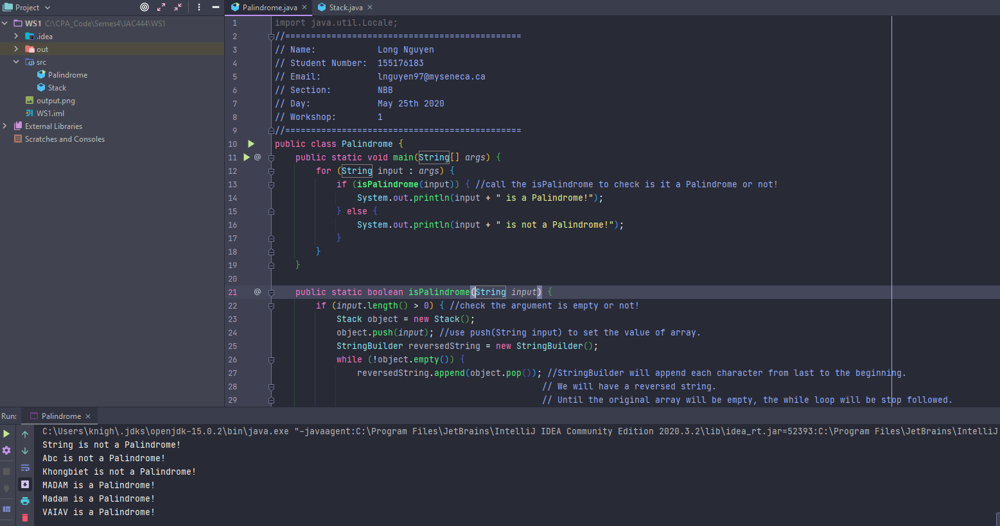 Project
WS1 C:\CPA_Code\Semes4\JAC444\WS1
.idea
out
src
Palindrome
Stack
output.png
WS1.iml
External Libraries
Scratches and Consoles
Palindrome.java × Stack.java ×
1 import java.util.Locale;
2 //==============================================
3 // Name: Long Nguyen
4 // Student Number: 155176183
5 // Email: lnguyen97@myseneca.ca
6 // Section: NBB
7 // Day: May 25th 2020
8 // Workshop: 1
9 //==============================================
10 public class Palindrome {
11 @ public static void main(String[] args) {
12 for (String input : args) {
13 if (isPalindrome(input)) { //call the isPalindrome to check is it a Palindrome or not!
14 System.out.println(input + " is a Palindrome!");
15 } else {
16 System.out.println(input + " is not a Palindrome!");
17 }
18 }
19 }
20
21 @ public static boolean isPalindrome(String input) {
22 if (input.length() > 0) { //check the argument is empty or not!
23 Stack object = new Stack();
24 object.push(input); //use push(String input) to set the value of array.
25 StringBuilder reversedString = new StringBuilder();
26 while (!object.empty()) {
27 reversedString.append(object.pop()); //StringBuilder will append each character from last to the beginning.
28 // We will have a reversed string.
29 // Until the original array will be empty, the while loop will be stop followed.
Run: Palindrome ×
C:\Users\knigh\.jdks\openjdk-15.0.2\bin\java.exe "-javaagent:C:\Program Files\JetBrains\IntelliJ IDEA Community Edition 2020.3.2\lib\idea_rt.jar=52393:C:\Program Files\JetBrains\IntelliJ
String is not a Palindrome!
Abc is not a Palindrome!
Khongbiet is not a Palindrome!
MADAM is a Palindrome!
Madam is a Palindrome!
VAIAV is a Palindrome!